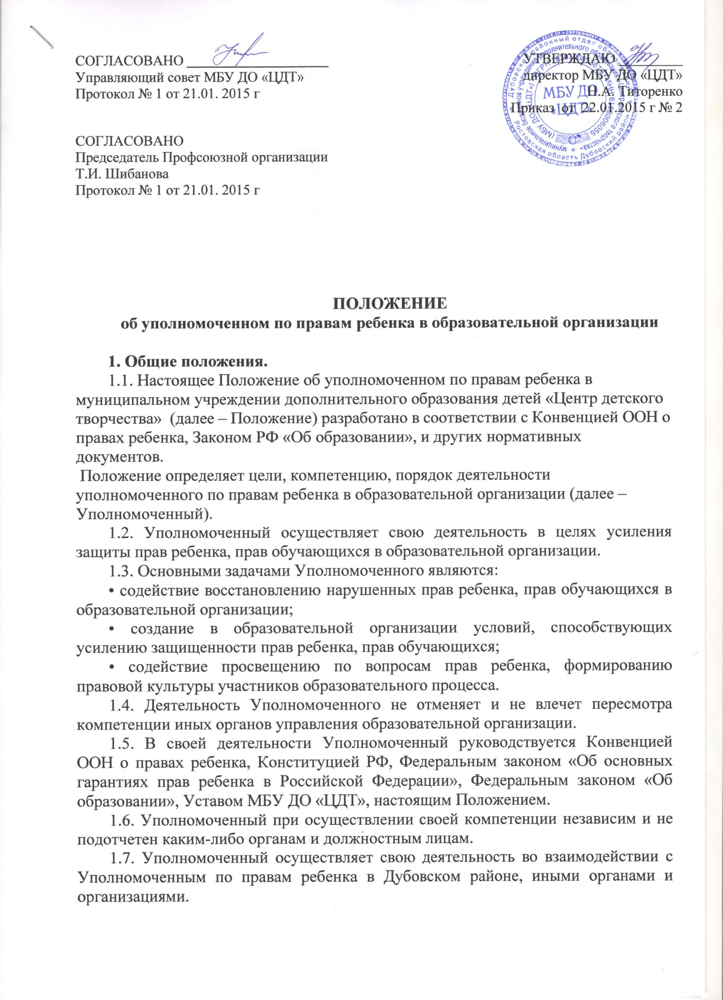 СОГЛАСОВАНО
Управляющий совет МБУ ДО «ЦДТ»
Протокол № 1 от 21.01. 2015 г
УТВЕРЖДАЮ
директор МБУ ДО «ЦДТ»
Н.А. Титоренко
Приказ от 22.01.2015 г № 2
МБУ ДО
«ЦДТ»
Ростовская область Дубовский район
СОГЛАСОВАНО
Председатель Профсоюзной организации
Т.И. Шибанова
Протокол № 1 от 21.01. 2015 г
ПОЛОЖЕНИЕ
об уполномоченном по правам ребенка в образовательной организации
1. Общие положения.
1.1. Настоящее Положение об уполномоченном по правам ребенка в
муниципальном учреждении дополнительного образования детей «Центр детского
творчества» (далее – Положение) разработано в соответствии с Конвенцией ООН о
правах ребенка, Законом РФ «Об образовании», и других нормативных
документов.
Положение определяет цели, компетенцию, порядок деятельности
уполномоченного по правам ребенка в образовательной организации (далее –
Уполномоченный).
1.2. Уполномоченный осуществляет свою деятельность в целях усиления
защиты прав ребенка, прав обучающихся в образовательной организации.
1.3. Основными задачами Уполномоченного являются:
• содействие восстановлению нарушенных прав ребенка, прав обучающихся в
образовательной организации;
• создание в образовательной организации условий, способствующих
усилению защищенности прав ребенка, прав обучающихся;
• содействие просвещению по вопросам прав ребенка, формированию
правовой культуры участников образовательного процесса.
1.4. Деятельность Уполномоченного не отменяет и не влечет пересмотра
компетенции иных органов управления образовательной организации.
1.5. В своей деятельности Уполномоченный руководствуется Конвенцией
ООН о правах ребенка, Конституцией РФ, Федеральным законом «Об основных
гарантиях прав ребенка в Российской Федерации», Федеральным законом «Об
образовании», Уставом МБУ ДО «ЦДТ», настоящим Положением.
1.6. Уполномоченный при осуществлении своей компетенции независим и не
подотчетен каким-либо органам и должностным лицам.
1.7. Уполномоченный осуществляет свою деятельность во взаимодействии с
Уполномоченным по правам ребенка в Дубовском районе, иными органами и
организациями.